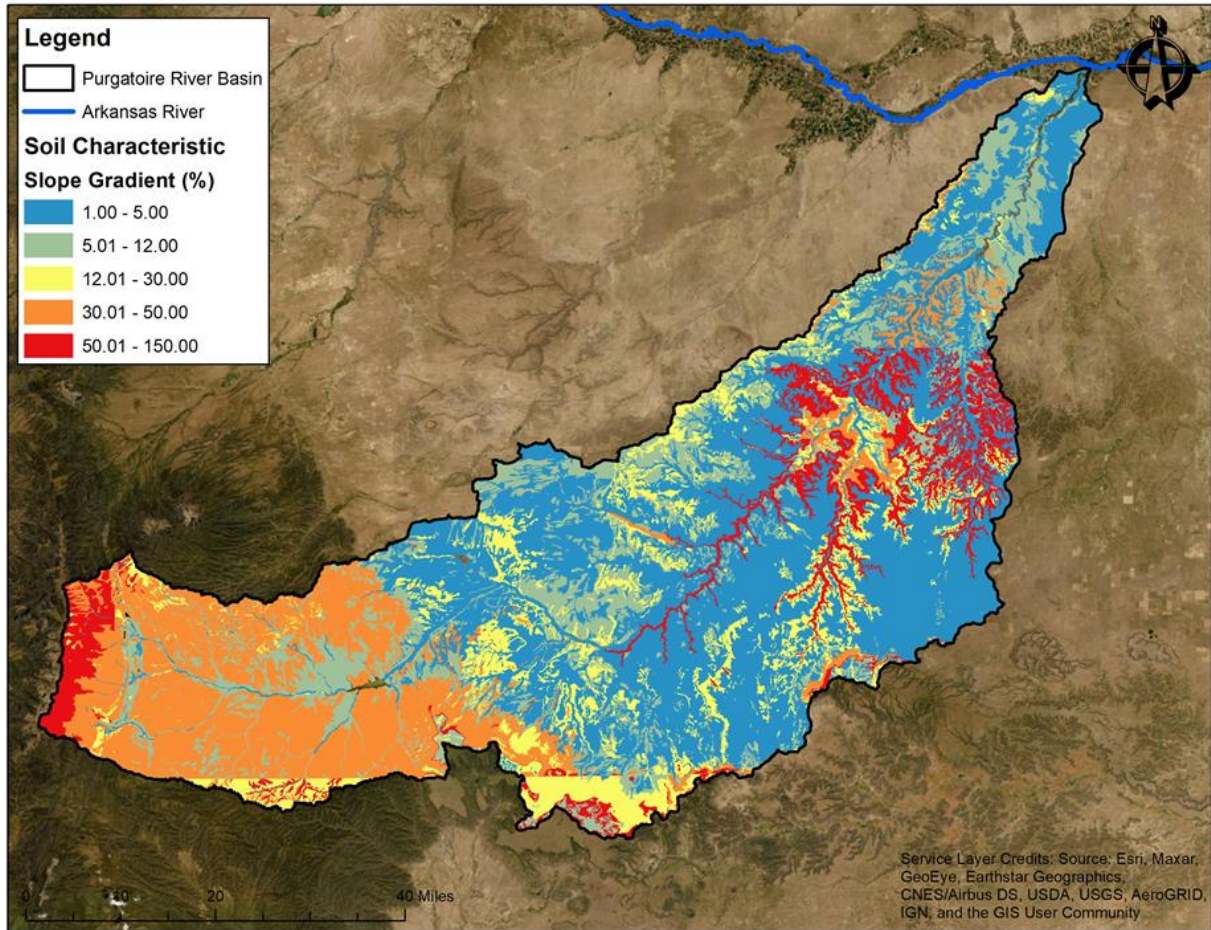 Legend
Purgatoire River Basin
Arkansas River
Soil Characteristic
Slope Gradient (%)
1.00 - 5.00
5.01 - 12.00
12.01 - 30.00
30.01 - 50.00
50.01 - 150.00
N
0 10 20 40 Miles
Service Layer Credits: Source: Esri, Maxar,
GeoEye, Earthstar Geographics,
CNES/Airbus DS, USDA, USGS, AeroGRID,
IGN, and the GIS User Community